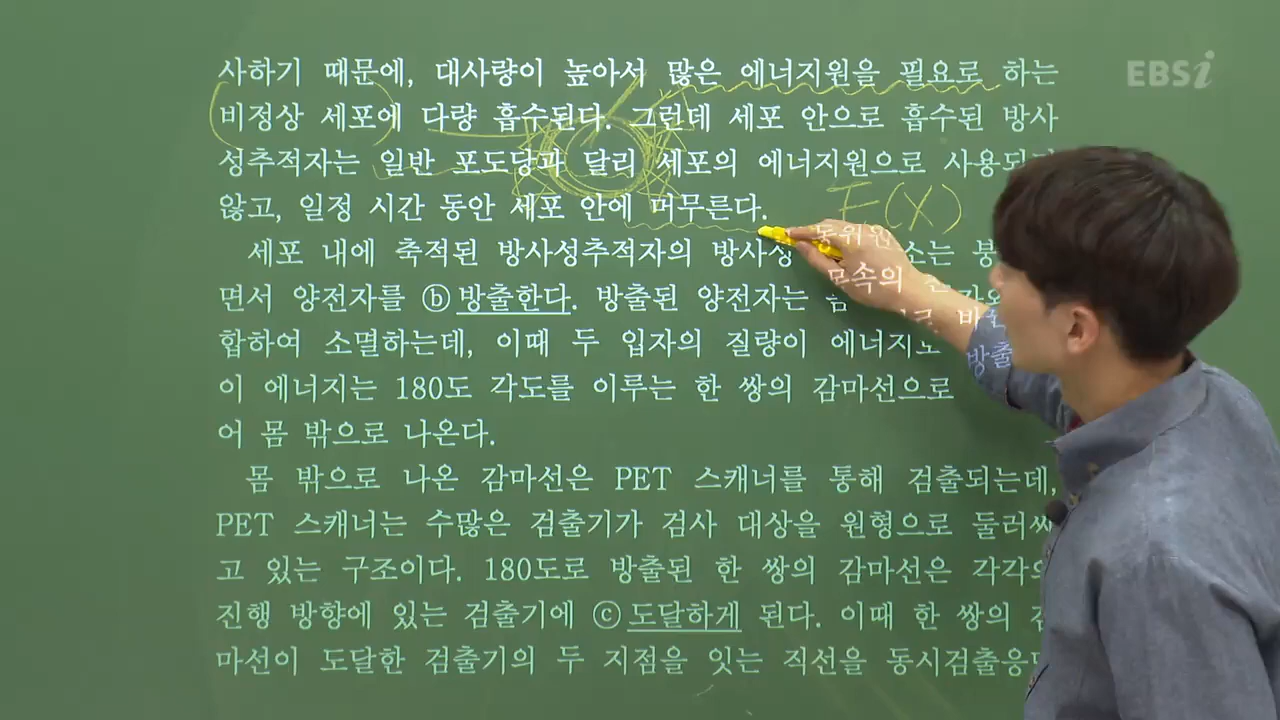 EBSi
사하기 때문에, 대사량이 높아서 많은 에너지원을 필요로 하는
비정상 세포에 다량 흡수된다. 그런데 세포 안으로 흡수된 방사
성추적자는 일반 포도당과 달리 세포의 에너지원으로 사용되지
않고, 일정 시간 동안 세포 안에 머무른다.
F(X)
세포 내에 축적된 방사성추적자의 방사성 동위원소는 붕
면서 양전자를 ⓑ 방출한다. 방출된 양전자는 몸속의
합하여 소멸하는데, 이때 두 입자의 질량이 에너지로 바
이 에너지는 180도 각도를 이루는 한 쌍의 감마선으로 방출
어 몸 밖으로 나온다.
몸 밖으로 나온 감마선은 PET 스캐너를 통해 검출되는데,
PET 스캐너는 수많은 검출기가 검사 대상을 원형으로 둘러싸
고 있는 구조이다. 180도로 방출된 한 쌍의 감마선은 각각의
진행 방향에 있는 검출기에 ⓒ 도달하게 된다. 이때 한 쌍의 감
마선이 도달한 검출기의 두 지점을 잇는 직선을 동시검출응